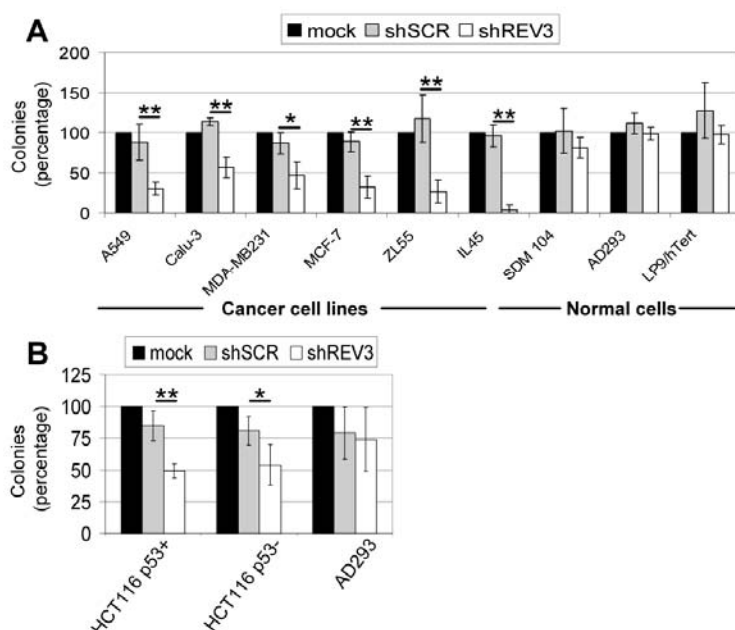 A
mock shSCR shREV3
Colonies
(percentage)
200
150
100
50
0
** ** * ** ** **
A549 Calu-3 MDA-MB231 MCF-7 ZL55 IL45 SDM 104 AD293 LP9/hTert
Cancer cell lines Normal cells
B
mock shSCR shREV3
Colonies
(percentage)
125
100
75
50
25
0
** *
HCT116 p53+ HCT116 p53- AD293